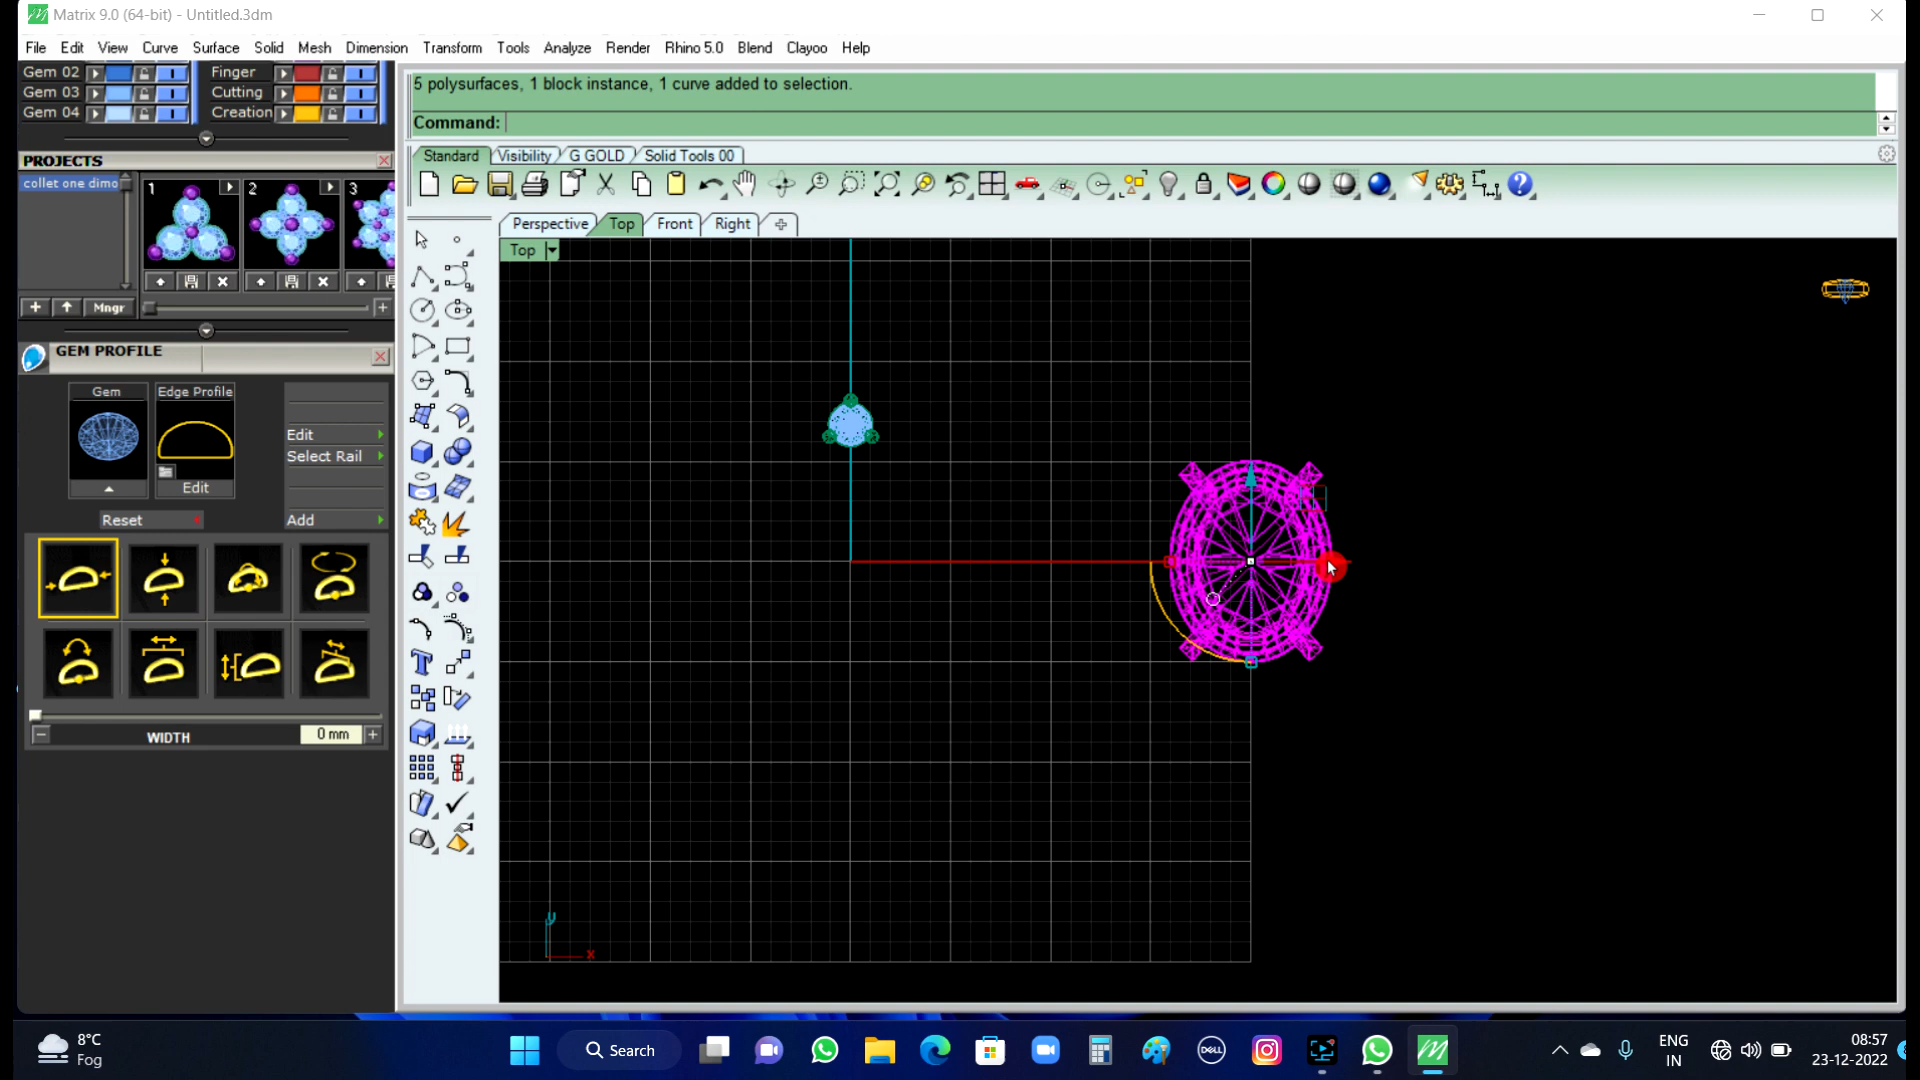 Matrix 9.0 (64-bit) - Untitled.3dm
File Edit View Curve Surface Solid Mesh Dimension Transform Tools Analyze Render Rhino 5.0 Blend Clayoo Help
Gem 02 Finger
Gem 03 Cutting
Gem 04 Creation
5 polysurfaces, 1 block instance, 1 curve added to selection.
Command:
PROJECTS
Standard Visibility G GOLD Solid Tools 00
collet one dimo
1 2 3
Perspective Top Front Right
Top
Mngr
GEM PROFILE
Gem Edge Profile
Edit
Select Rail
Edit
Reset
Add
WIDTH 0 mm
y
x
8°C
Fog
Search
DELL
ENG
IN
08:57
23-12-2022